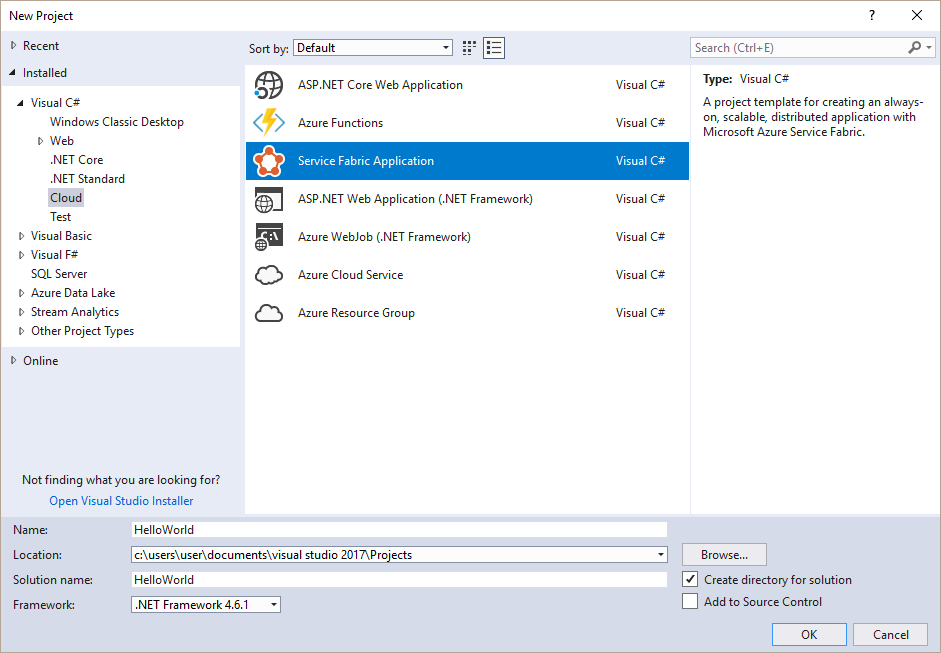 New Project
?
Recent
Installed
Visual C#
Windows Classic Desktop
Web
.NET Core
.NET Standard
Cloud
Test
Visual Basic
Visual F#
SQL Server
Azure Data Lake
Stream Analytics
Other Project Types
Online
Not finding what you are looking for?
Open Visual Studio Installer
Sort by: Default
ASP.NET Core Web Application Visual C#
Azure Functions Visual C#
Service Fabric Application Visual C#
ASP.NET Web Application (.NET Framework) Visual C#
Azure WebJob (.NET Framework) Visual C#
Azure Cloud Service Visual C#
Azure Resource Group Visual C#
Search (Ctrl+E)
Type: Visual C#
A project template for creating an always-
on, scalable, distributed application with
Microsoft Azure Service Fabric.
Name: HelloWorld
Location: c:\users\user\documents\visual studio 2017\Projects
Browse...
Solution name: HelloWorld
Create directory for solution
Framework: .NET Framework 4.6.1
Add to Source Control
OK
Cancel